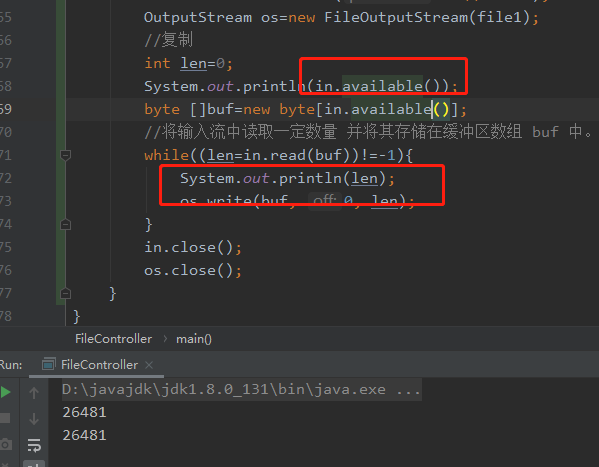 65 OutputStream os=new FileOutputStream(file1);
66 //复制
67 int len=0;
68 System.out.println(in.available());
69 byte []buf=new byte[in.available()];
70 //将输入流中读取一定数量 并将其存储在缓冲区数组 buf 中。
71 while((len=in.read(buf))!=-1){
72 System.out.println(len);
73 os.write(buf, off: 0, len);
74 }
75 in.close();
76 os.close();
77 }
78 }
FileController › main()
Run: FileController ×
D:\javajdk\jdk1.8.0_131\bin\java.exe ...
26481
26481